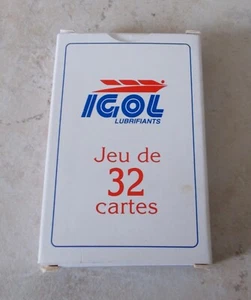 IGOL
LUBRIFIANTS
Jeu de
32
cartes